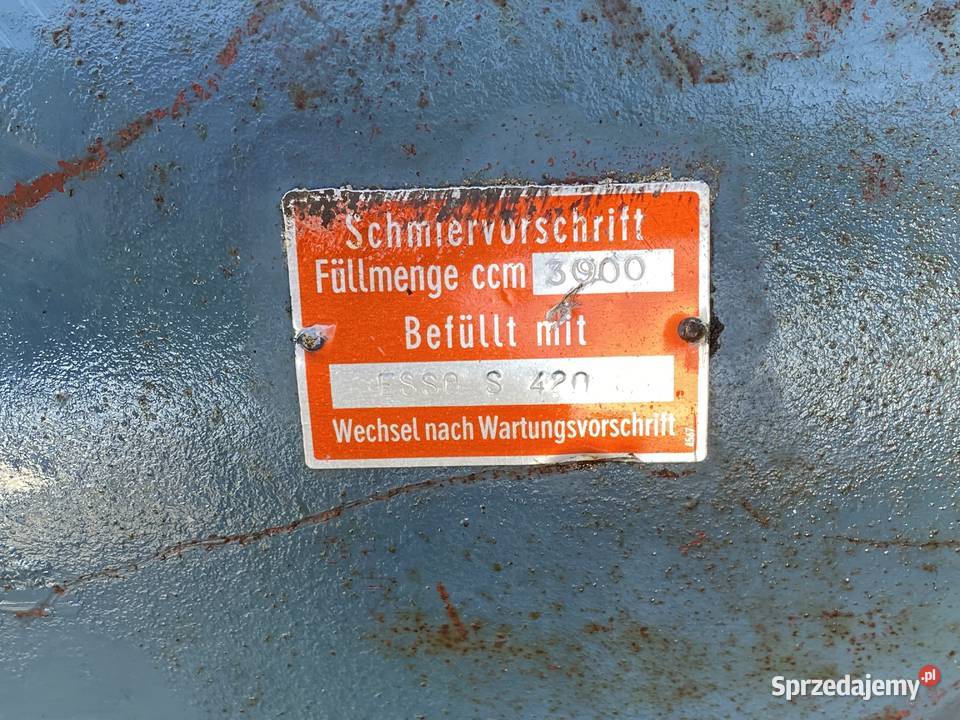 Schmiervorschrift
Füllmenge ccm 3900
Befüllt mit
ESSO S 420
Wechsel nach Wartungsvorschrift
Sprzedajemy.pl